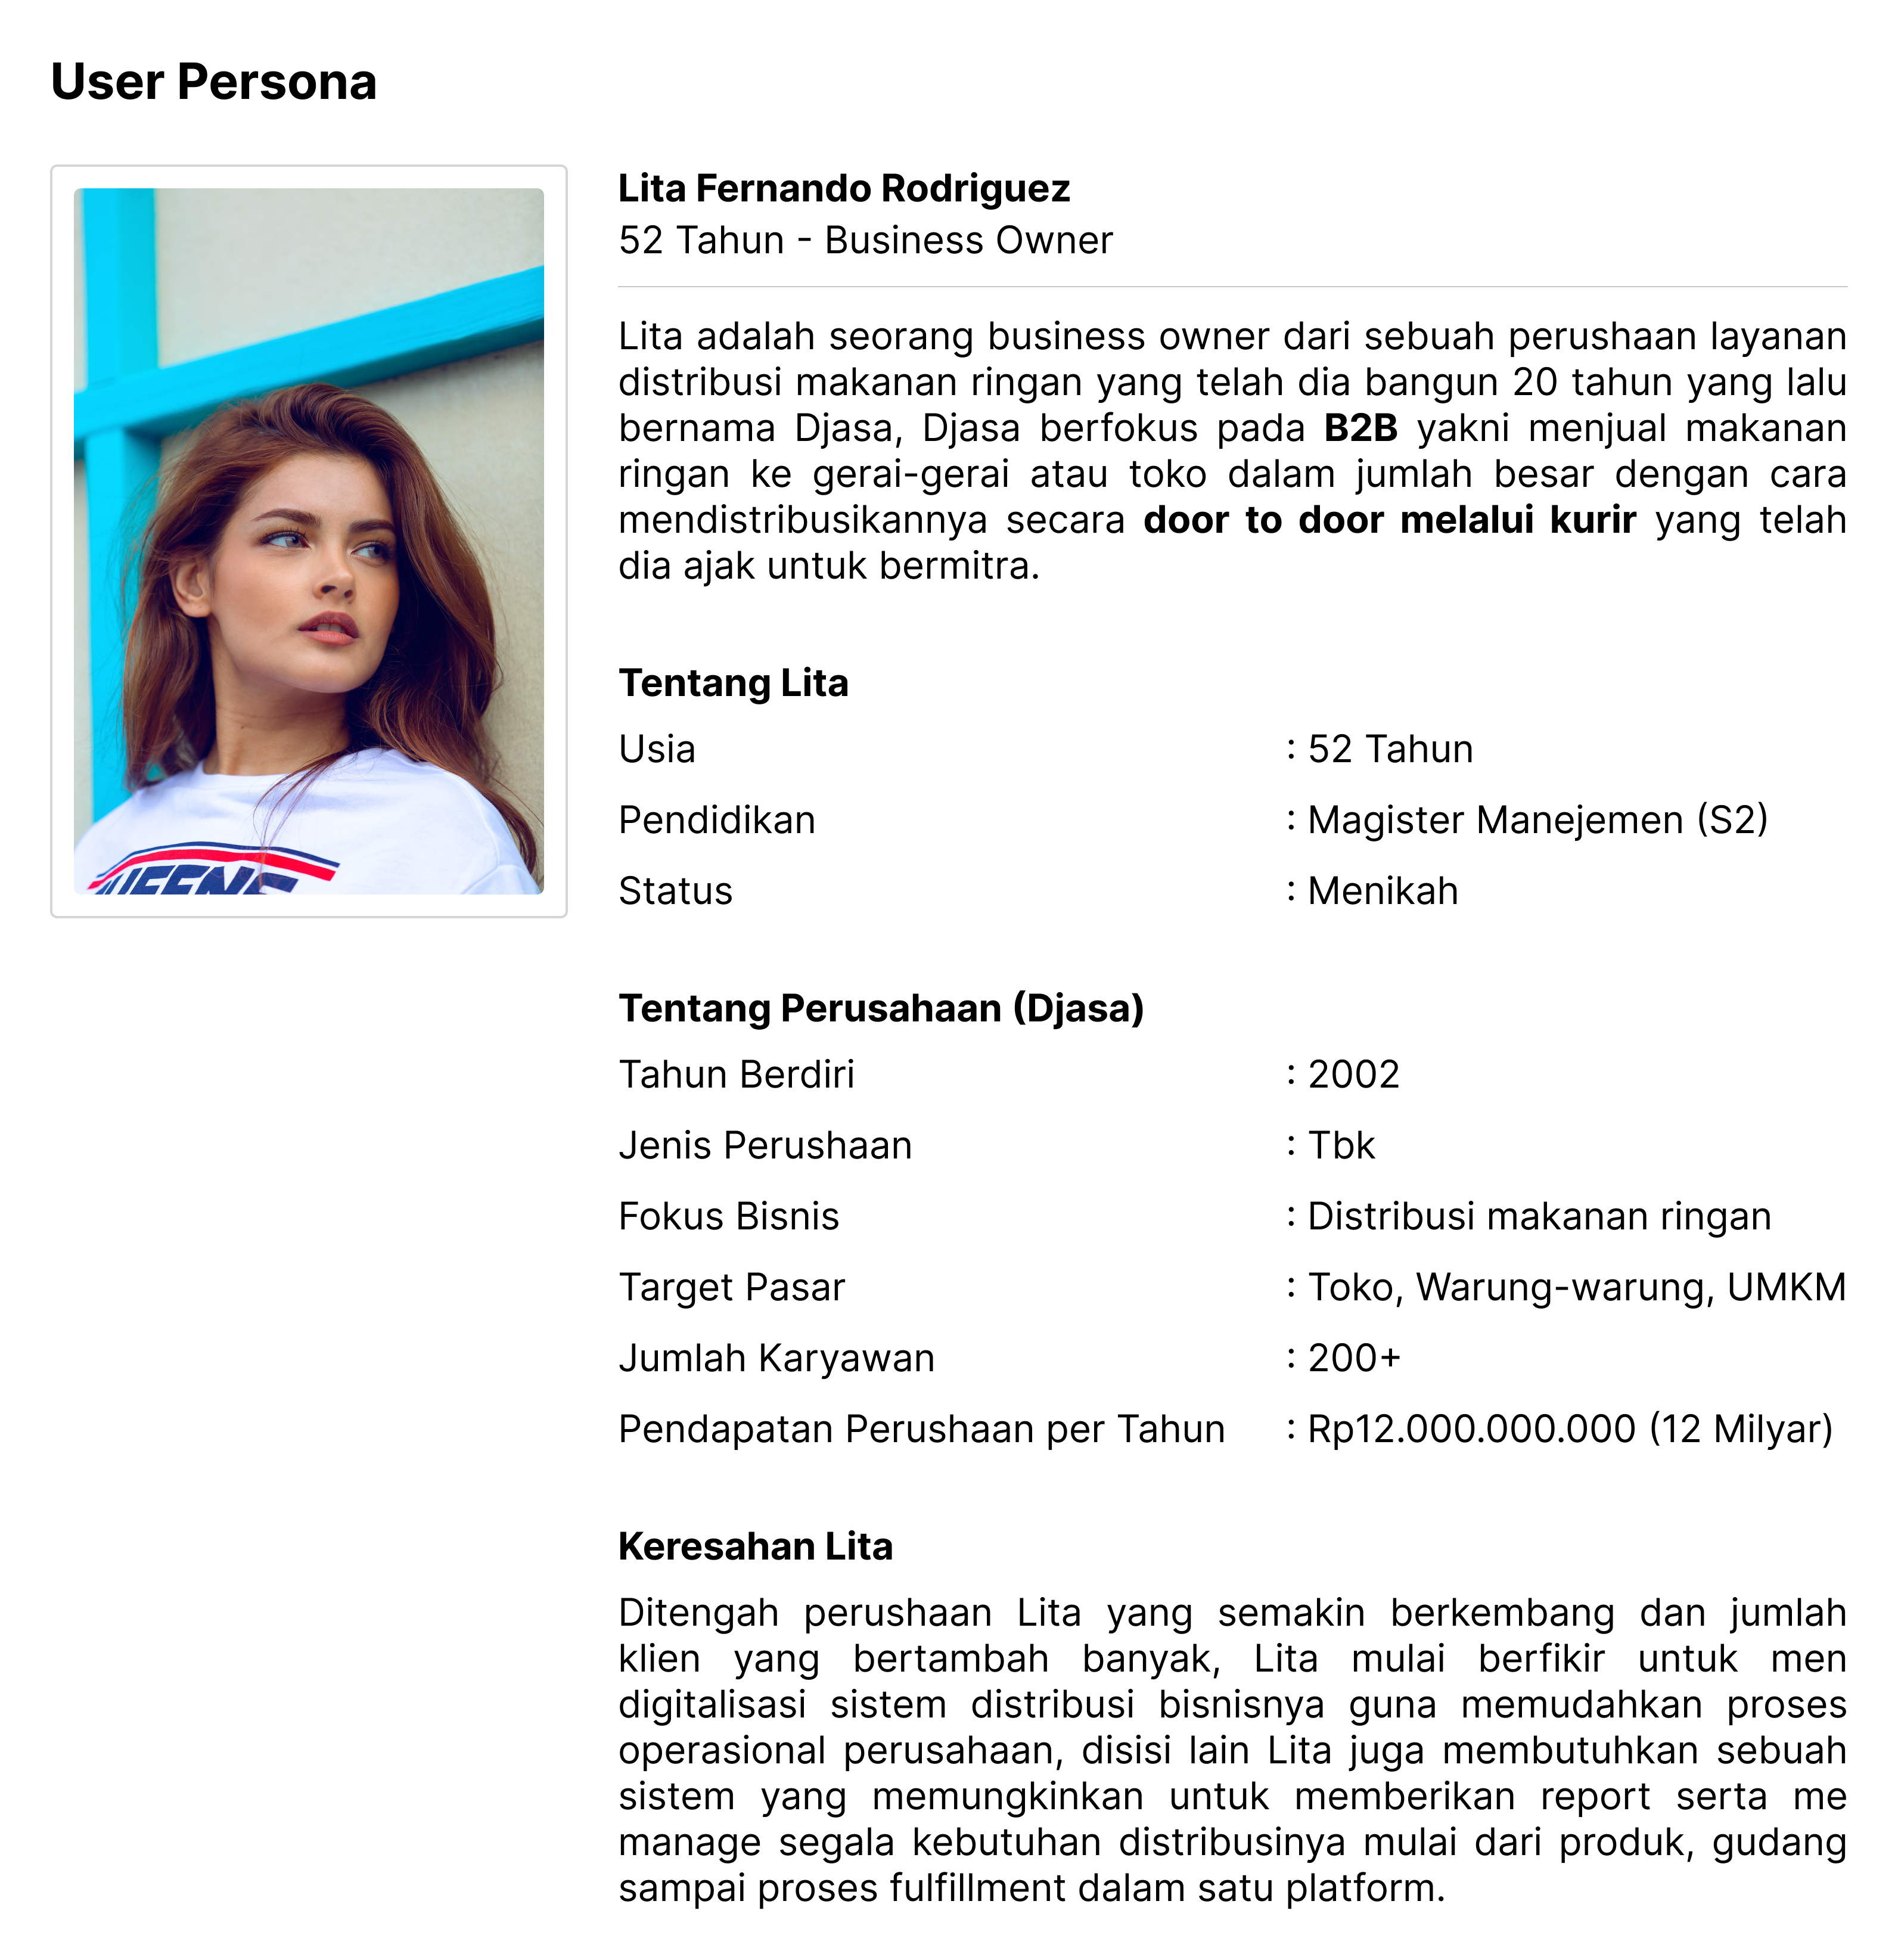 User Persona
Lita Fernando Rodriguez
52 Tahun - Business Owner
Lita adalah seorang business owner dari sebuah perushaan layanan
distribusi makanan ringan yang telah dia bangun 20 tahun yang lalu
bernama Djasa, Djasa berfokus pada B2B yakni menjual makanan
ringan ke gerai-gerai atau toko dalam jumlah besar dengan cara
mendistribusikannya secara door to door melalui kurir yang telah
dia ajak untuk bermitra.
Tentang Lita
Usia : 52 Tahun
Pendidikan : Magister Manejemen (S2)
Status : Menikah
Tentang Perusahaan (Djasa)
Tahun Berdiri : 2002
Jenis Perushaan : Tbk
Fokus Bisnis : Distribusi makanan ringan
Target Pasar : Toko, Warung-warung, UMKM
Jumlah Karyawan : 200+
Pendapatan Perushaan per Tahun : Rp12.000.000.000 (12 Milyar)
Keresahan Lita
Ditengah perushaan Lita yang semakin berkembang dan jumlah
klien yang bertambah banyak, Lita mulai berfikir untuk men
digitalisasi sistem distribusi bisnisnya guna memudahkan proses
operasional perusahaan, disisi lain Lita juga membutuhkan sebuah
sistem yang memungkinkan untuk memberikan report serta me
manage segala kebutuhan distribusinya mulai dari produk, gudang
sampai proses fulfillment dalam satu platform.